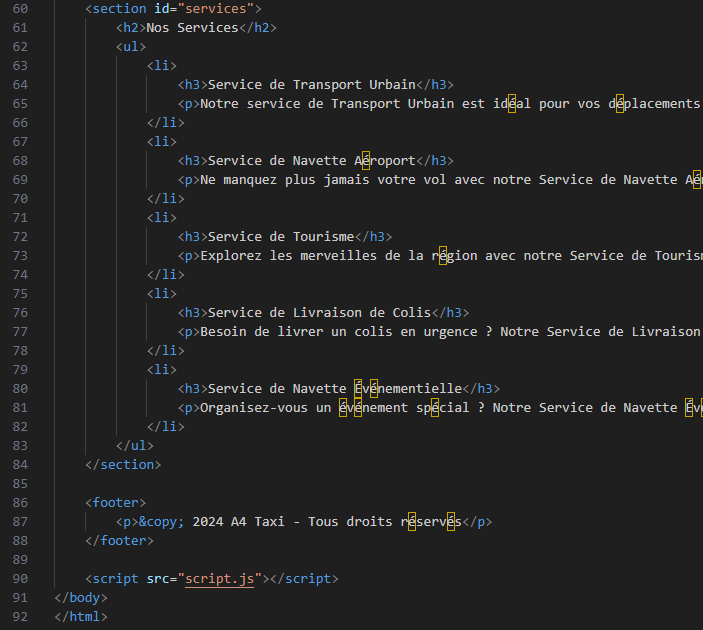 60 <section id="services">
61 <h2>Nos Services</h2>
62 <ul>
63 <li>
64 <h3>Service de Transport Urbain</h3>
65 <p>Notre service de Transport Urbain est idéal pour vos déplacements
66 </li>
67 <li>
68 <h3>Service de Navette Aéroport</h3>
69 <p>Ne manquez plus jamais votre vol avec notre Service de Navette Aé
70 </li>
71 <li>
72 <h3>Service de Tourisme</h3>
73 <p>Explorez les merveilles de la région avec notre Service de Touris
74 </li>
75 <li>
76 <h3>Service de Livraison de Colis</h3>
77 <p>Besoin de livrer un colis en urgence ? Notre Service de Livraison
78 </li>
79 <li>
80 <h3>Service de Navette Événementielle</h3>
81 <p>Organisez-vous un événement spécial ? Notre Service de Navette Év
82 </li>
83 </ul>
84 </section>
85
86 <footer>
87 <p>&copy; 2024 A4 Taxi - Tous droits réservés</p>
88 </footer>
89
90 <script src="script.js"></script>
91 </body>
92 </html>